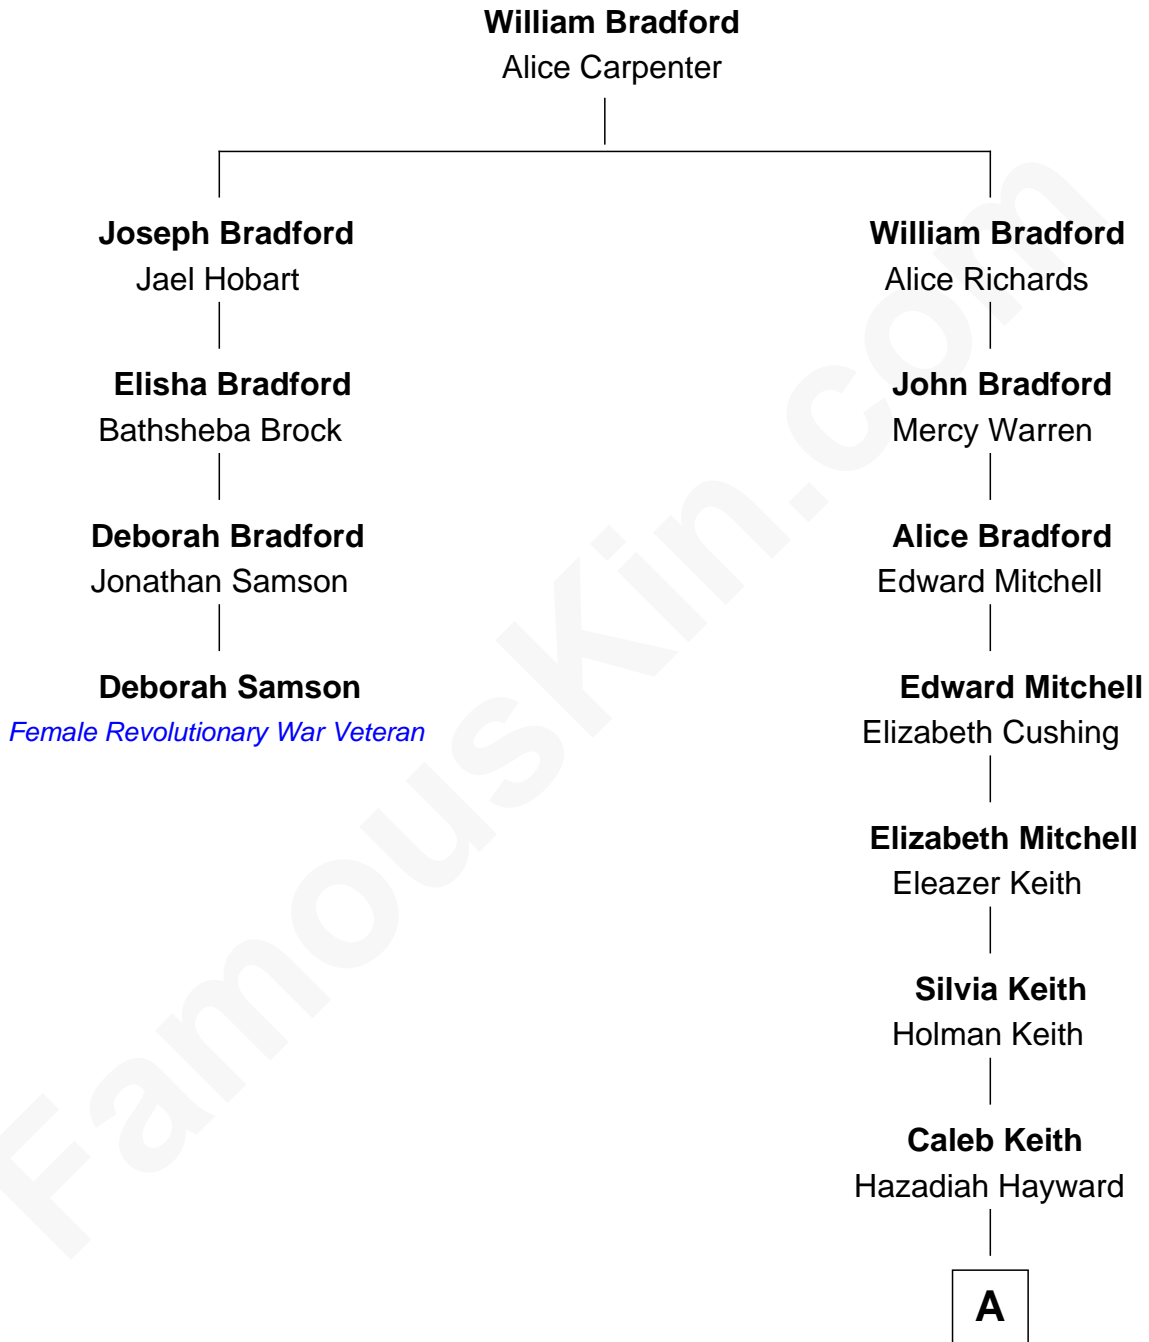 William Bradford
Alice Carpenter
Joseph Bradford
Jael Hobart
William Bradford
Alice Richards
Elisha Bradford
Bathsheba Brock
John Bradford
Mercy Warren
Deborah Bradford
Jonathan Samson
Alice Bradford
Edward Mitchell
Deborah Samson
Female Revolutionary War Veteran
Edward Mitchell
Elizabeth Cushing
Elizabeth Mitchell
Eleazer Keith
Silvia Keith
Holman Keith
Caleb Keith
Hazadiah Hayward
A
FamousKin.com